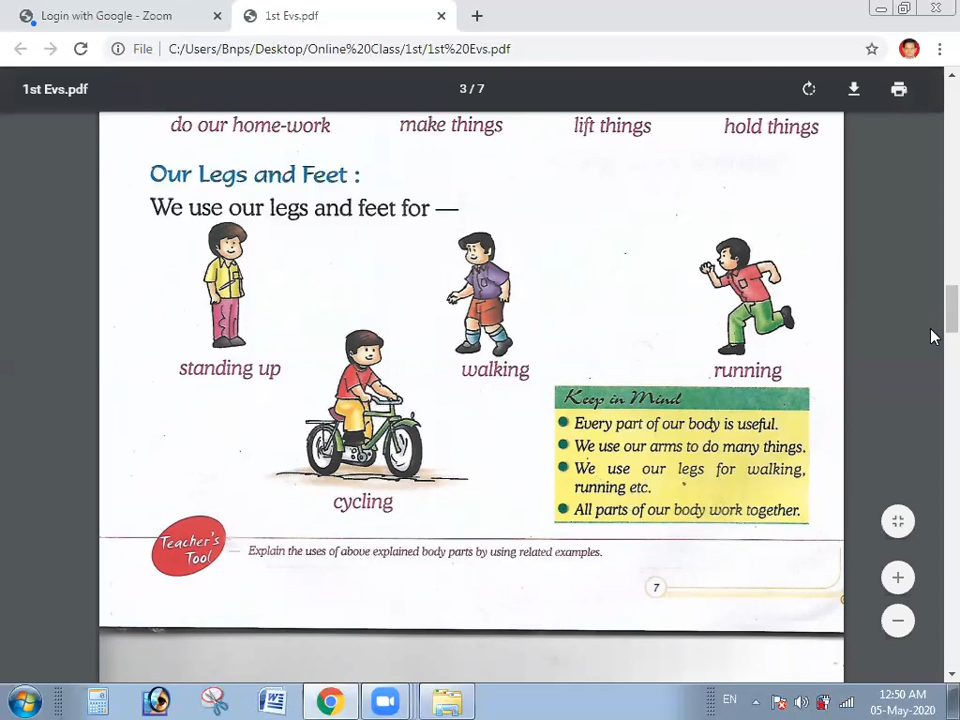 Login with Google - Zoom
1st Evs.pdf
File
C:/Users/Bnps/Desktop/Online%20Class/1st/1st%20Evs.pdf
1st Evs.pdf
3 / 7
do our home-work make things lift things hold things
Our Legs and Feet :
We use our legs and feet for —
standing up
walking
running
cycling
Keep in Mind
Every part of our body is useful.
We use our arms to do many things.
We use our legs for walking,
running etc.
All parts of our body work together.
Teacher's
Tool
Explain the uses of above explained body parts by using related examples.
7
EN
12:50 AM
05-May-2020